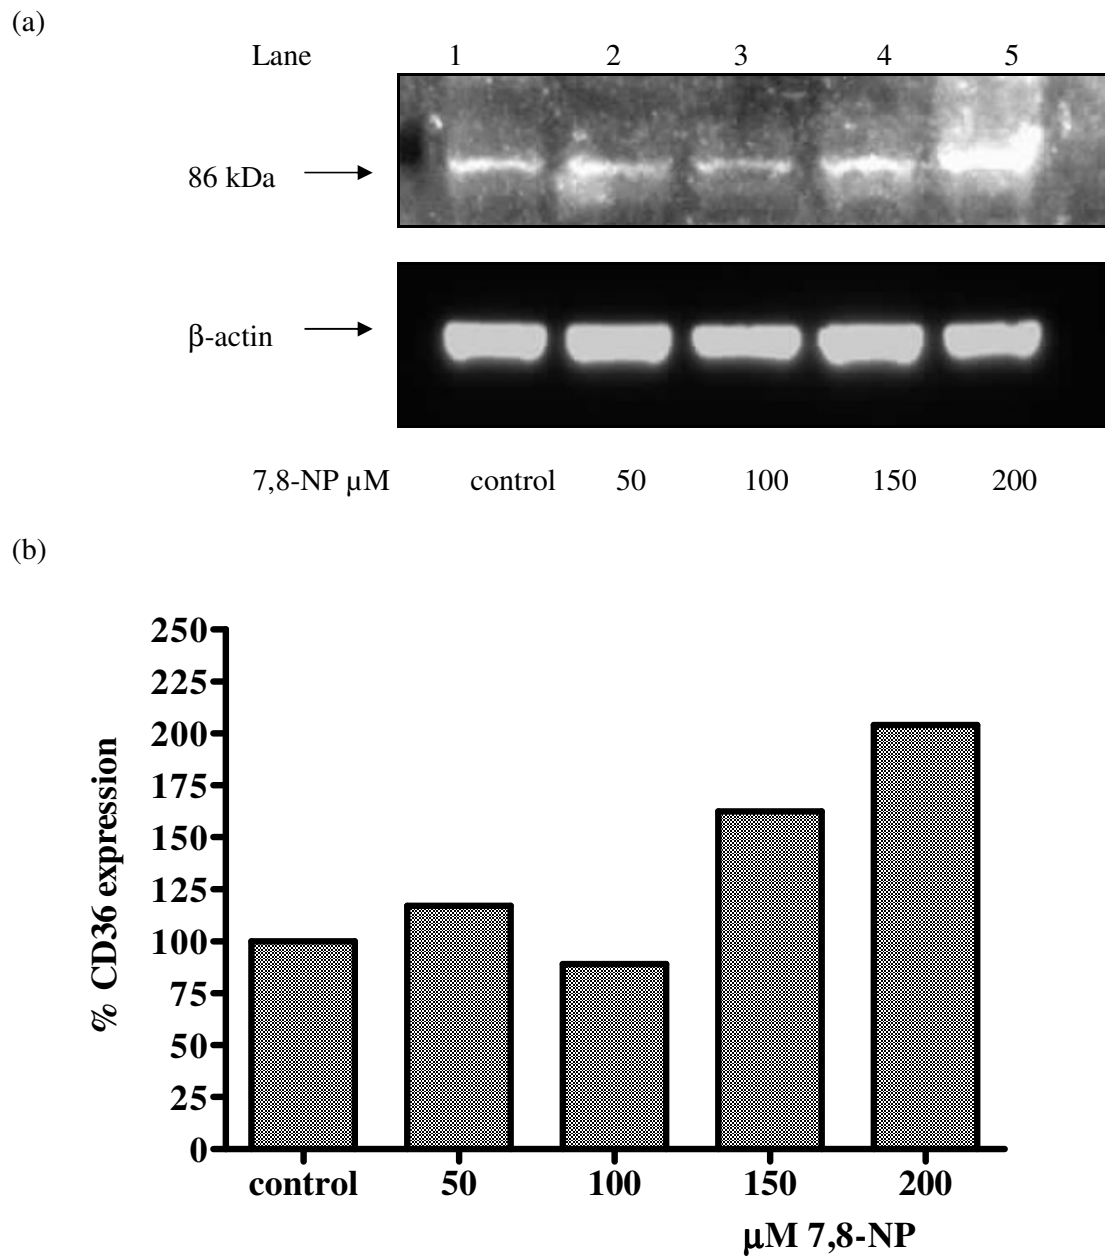 (a)
Lane 1 2 3 4 5
86 kDa
β-actin
7,8-NP µM control 50 100 150 200
(b)
250
225
200
175
150
125
100
75
50
25
0
% CD36 expression
control 50 100 150 200
µM 7,8-NP